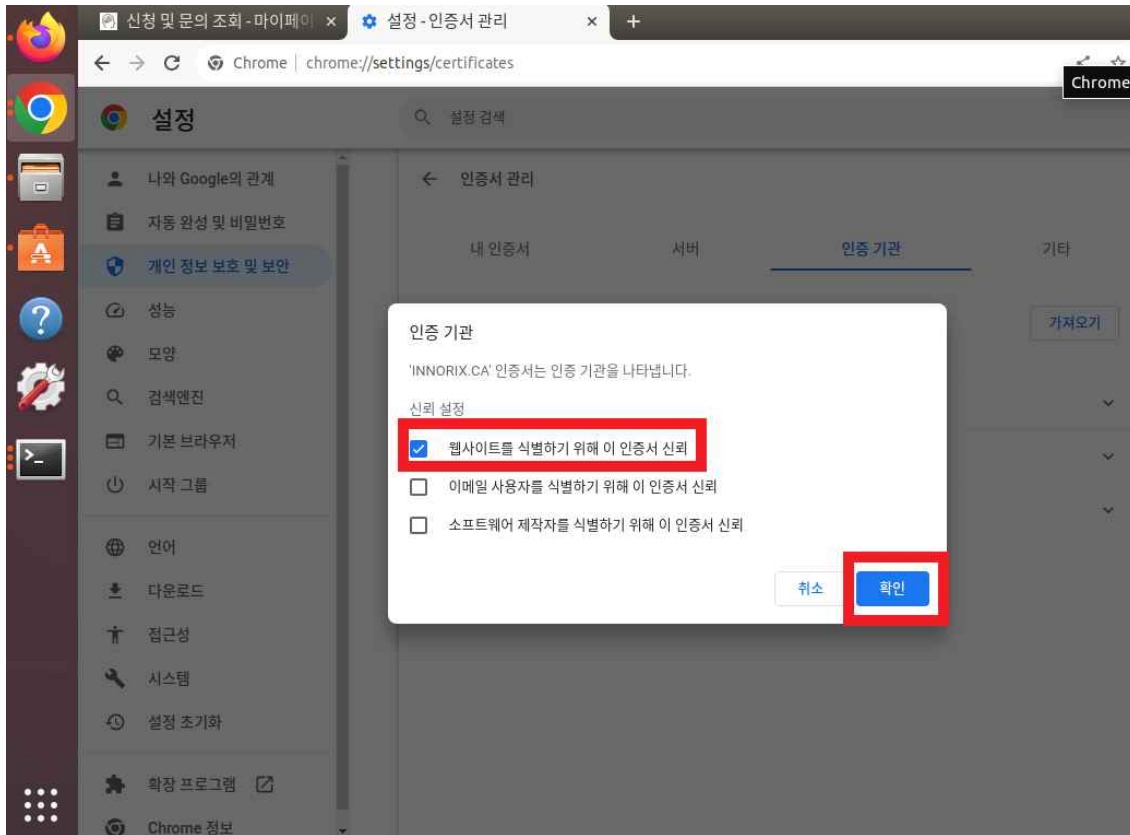 신청 및 문의 조회 - 마이페이
설정 - 인증서 관리
Chrome | chrome://settings/certificates
Chrome
설정
설정 검색
나와 Google의 관계
자동 완성 및 비밀번호
개인 정보 보호 및 보안
성능
모양
검색엔진
기본 브라우저
시작 그룹
언어
다운로드
접근성
시스템
설정 초기화
확장 프로그램
Chrome 정보
인증서 관리
내 인증서
서버
인증 기관
기타
가져오기
인증 기관
'INNORIX.CA' 인증서는 인증 기관을 나타냅니다.
신뢰 설정
웹사이트를 식별하기 위해 이 인증서 신뢰
이메일 사용자를 식별하기 위해 이 인증서 신뢰
소프트웨어 제작자를 식별하기 위해 이 인증서 신뢰
취소
확인